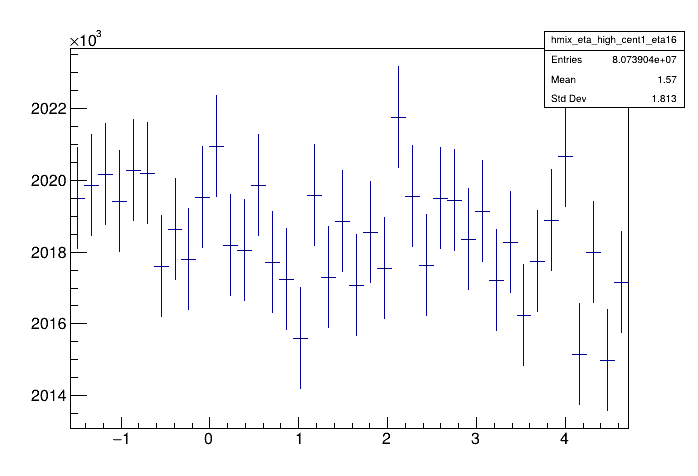 ×10³
hmix_eta_high_cent1_eta16
Entries 8.073904e+07
Mean 1.57
Std Dev 1.813
2022
2020
2018
2016
2014
−1 0 1 2 3 4